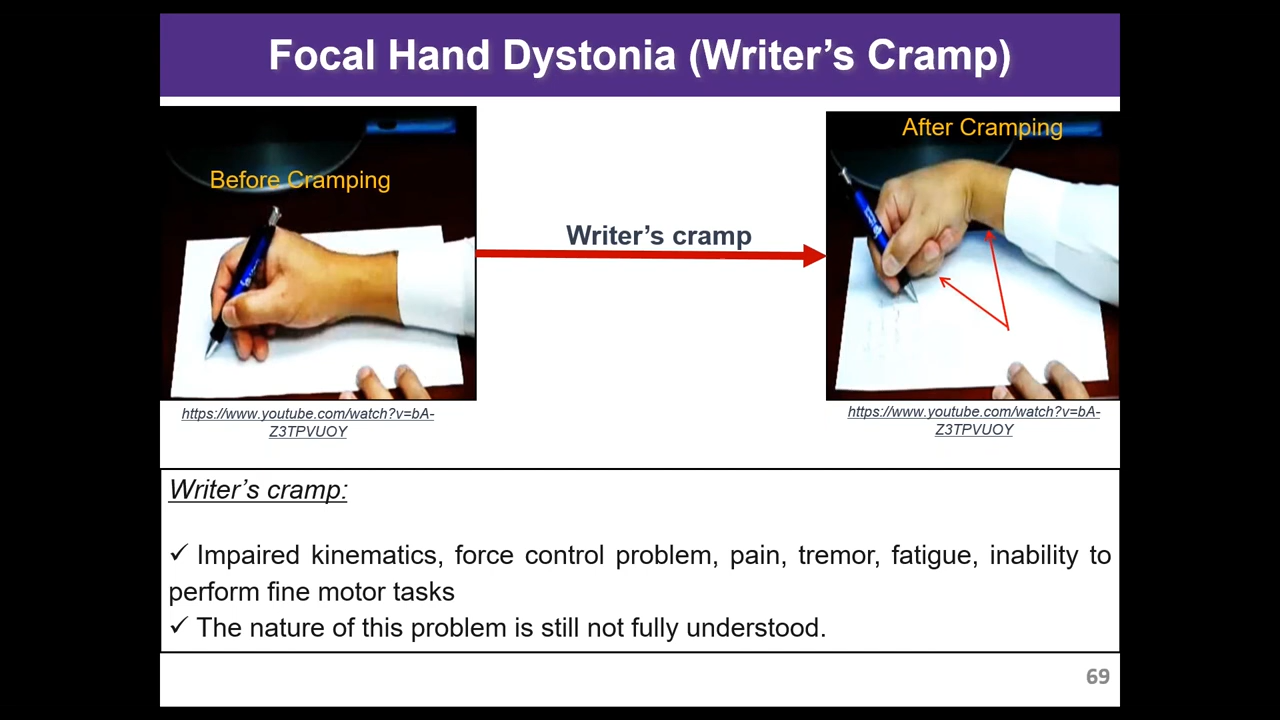 Focal Hand Dystonia (Writer’s Cramp)
Before Cramping
After Cramping
Writer’s cramp
https://www.youtube.com/watch?v=bA-
Z3TPVUOY
https://www.youtube.com/watch?v=bA-
Z3TPVUOY
Writer’s cramp:
✓ Impaired kinematics, force control problem, pain, tremor, fatigue, inability to
perform fine motor tasks
✓ The nature of this problem is still not fully understood.
69